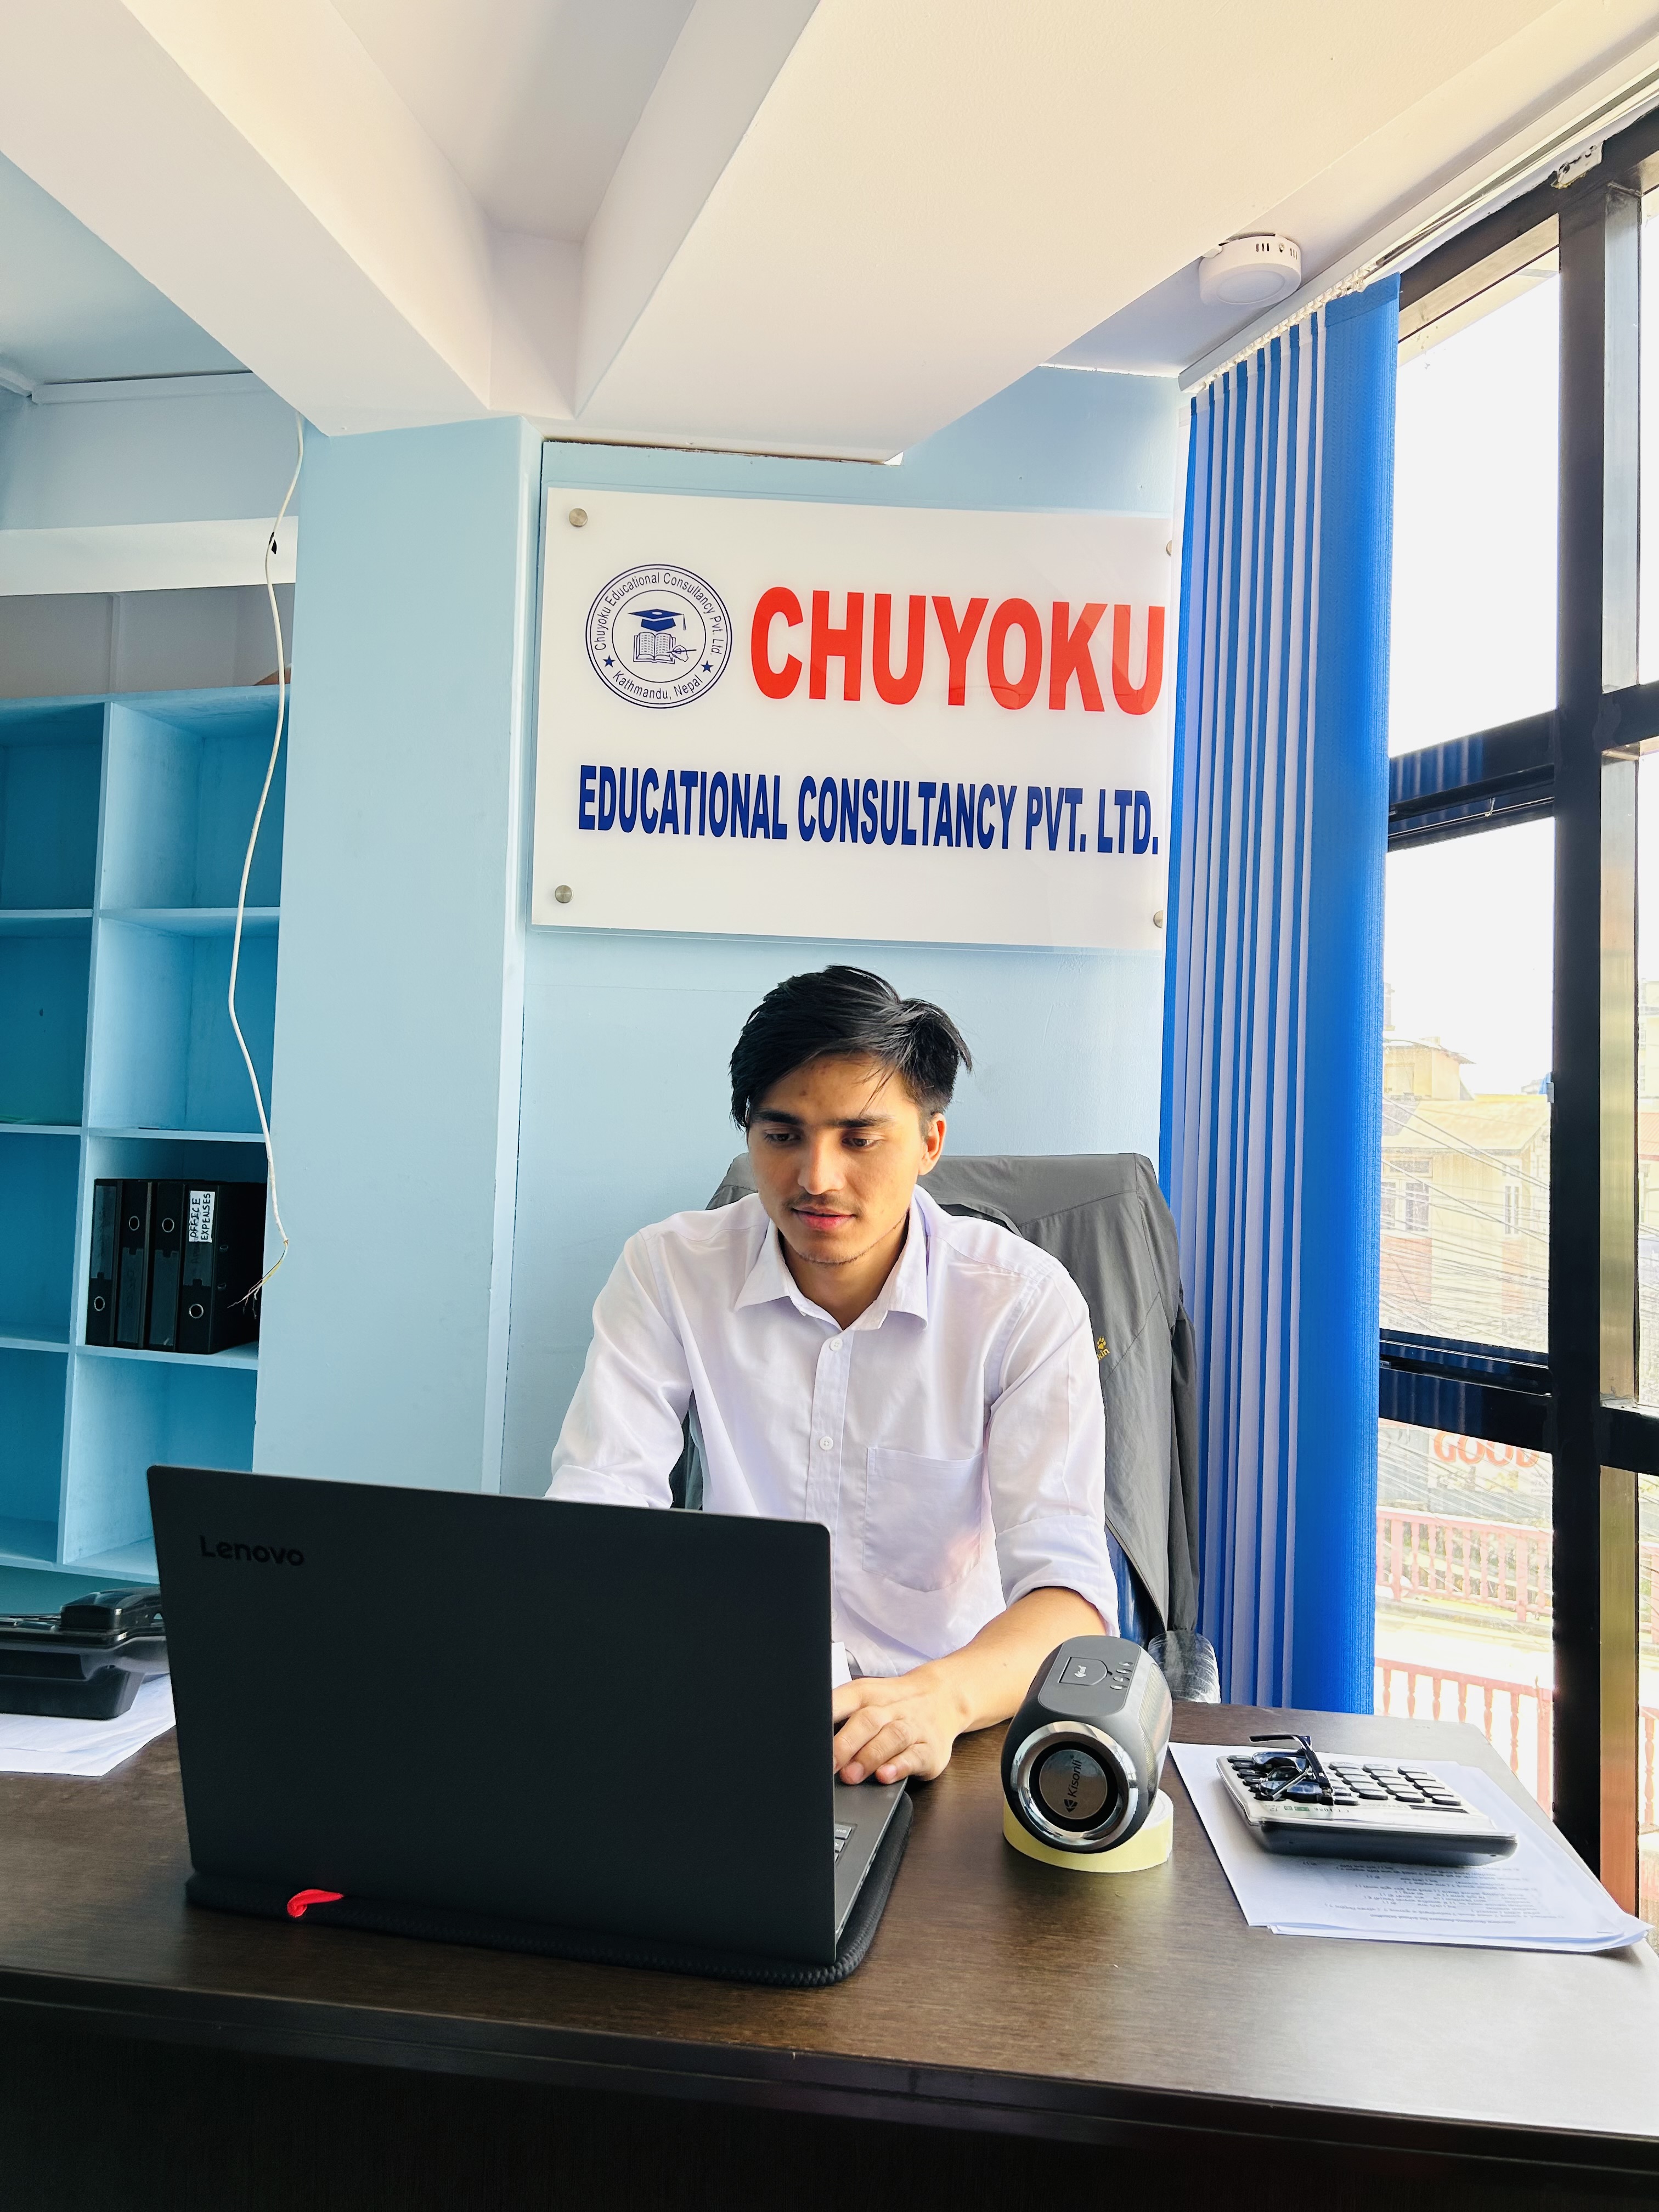 Chuyoku Educational Consultancy Pvt. Ltd
Kathmandu, Nepal
CHUYOKU
EDUCATIONAL CONSULTANCY PVT. LTD.
OFFICE
EXPENSES
GOOD
Lenovo
Kisonli